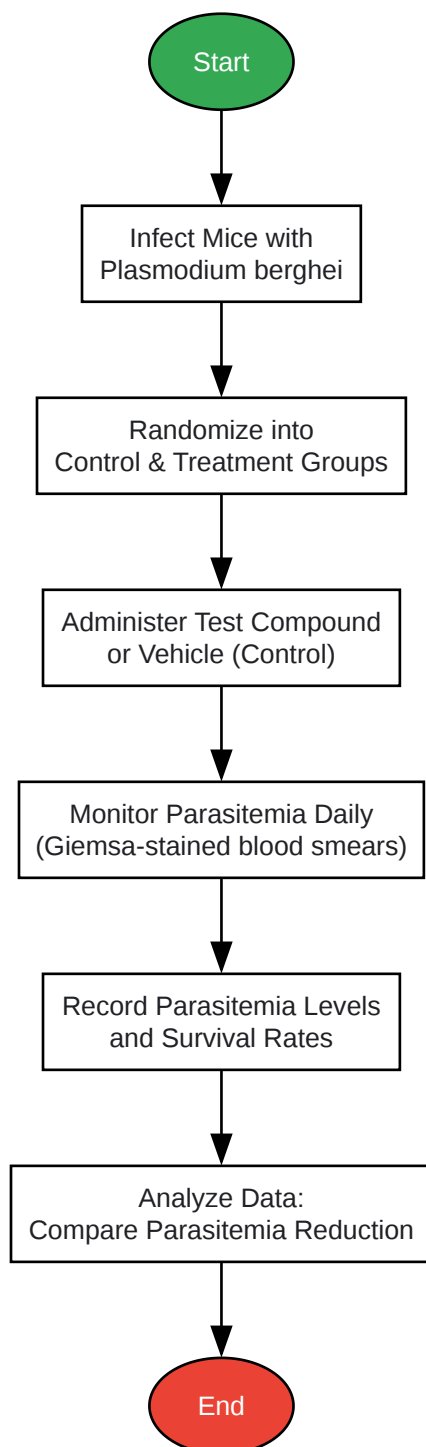 Start
Infect Mice with
Plasmodium berghei
Randomize into
Control & Treatment Groups
Administer Test Compound
or Vehicle (Control)
Monitor Parasitemia Daily
(Giemsa-stained blood smears)
Record Parasitemia Levels
and Survival Rates
Analyze Data:
Compare Parasitemia Reduction
End